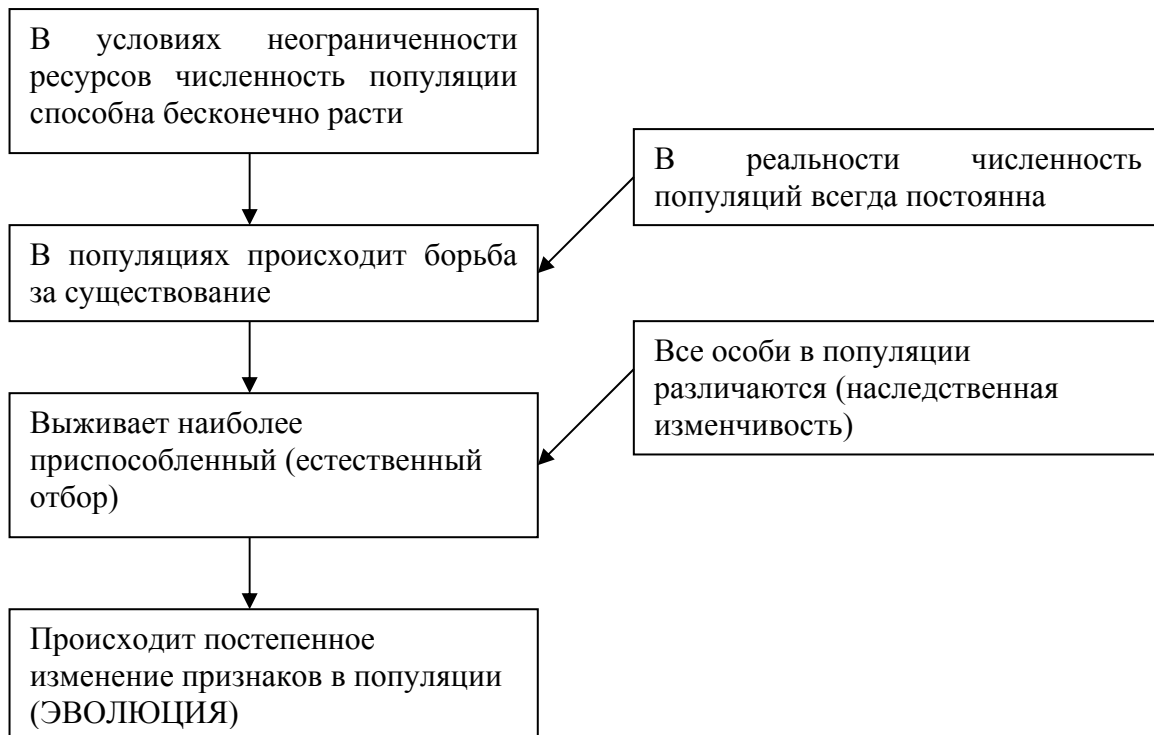 В условиях неограниченности
ресурсов численность популяции
способна бесконечно расти
В реальности численность
популяций всегда постоянна
В популяциях происходит борьба
за существование
Все особи в популяции
различаются (наследственная
изменчивость)
Выживает наиболее
приспособленный (естественный
отбор)
Происходит постепенное
изменение признаков в популяции
(ЭВОЛЮЦИЯ)